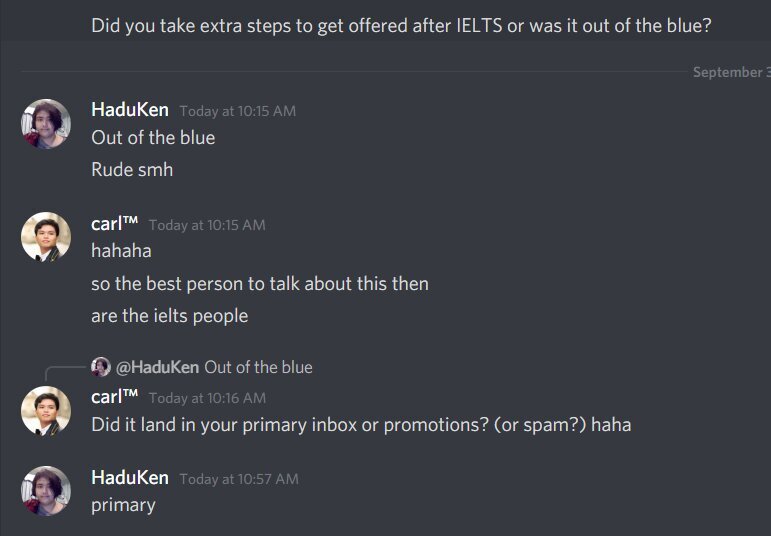 Did you take extra steps to get offered after IELTS or was it out of the blue?
September 3
HaduKen Today at 10:15 AM
Out of the blue
Rude smh
carl™ Today at 10:15 AM
hahaha
so the best person to talk about this then
are the ielts people
@HaduKen Out of the blue
carl™ Today at 10:16 AM
Did it land in your primary inbox or promotions? (or spam?) haha
HaduKen Today at 10:57 AM
primary